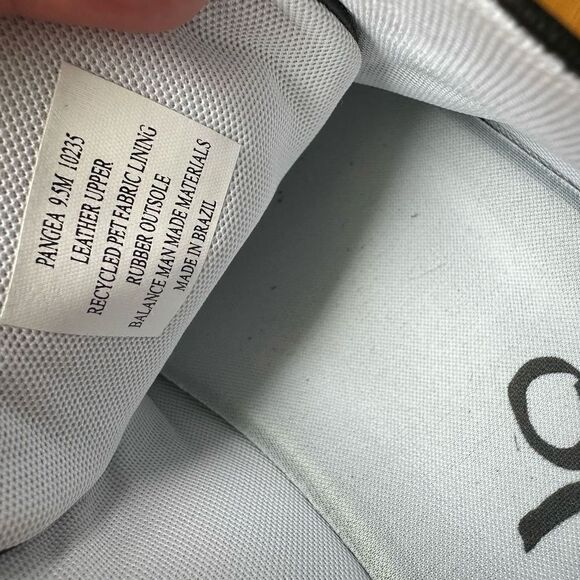 PANGEA 9.5M 10235
LEATHER UPPER
RECYCLED PET FABRIC LINING
RUBBER OUTSOLE
BALANCE MAN MADE MATERIALS
MADE IN BRAZIL